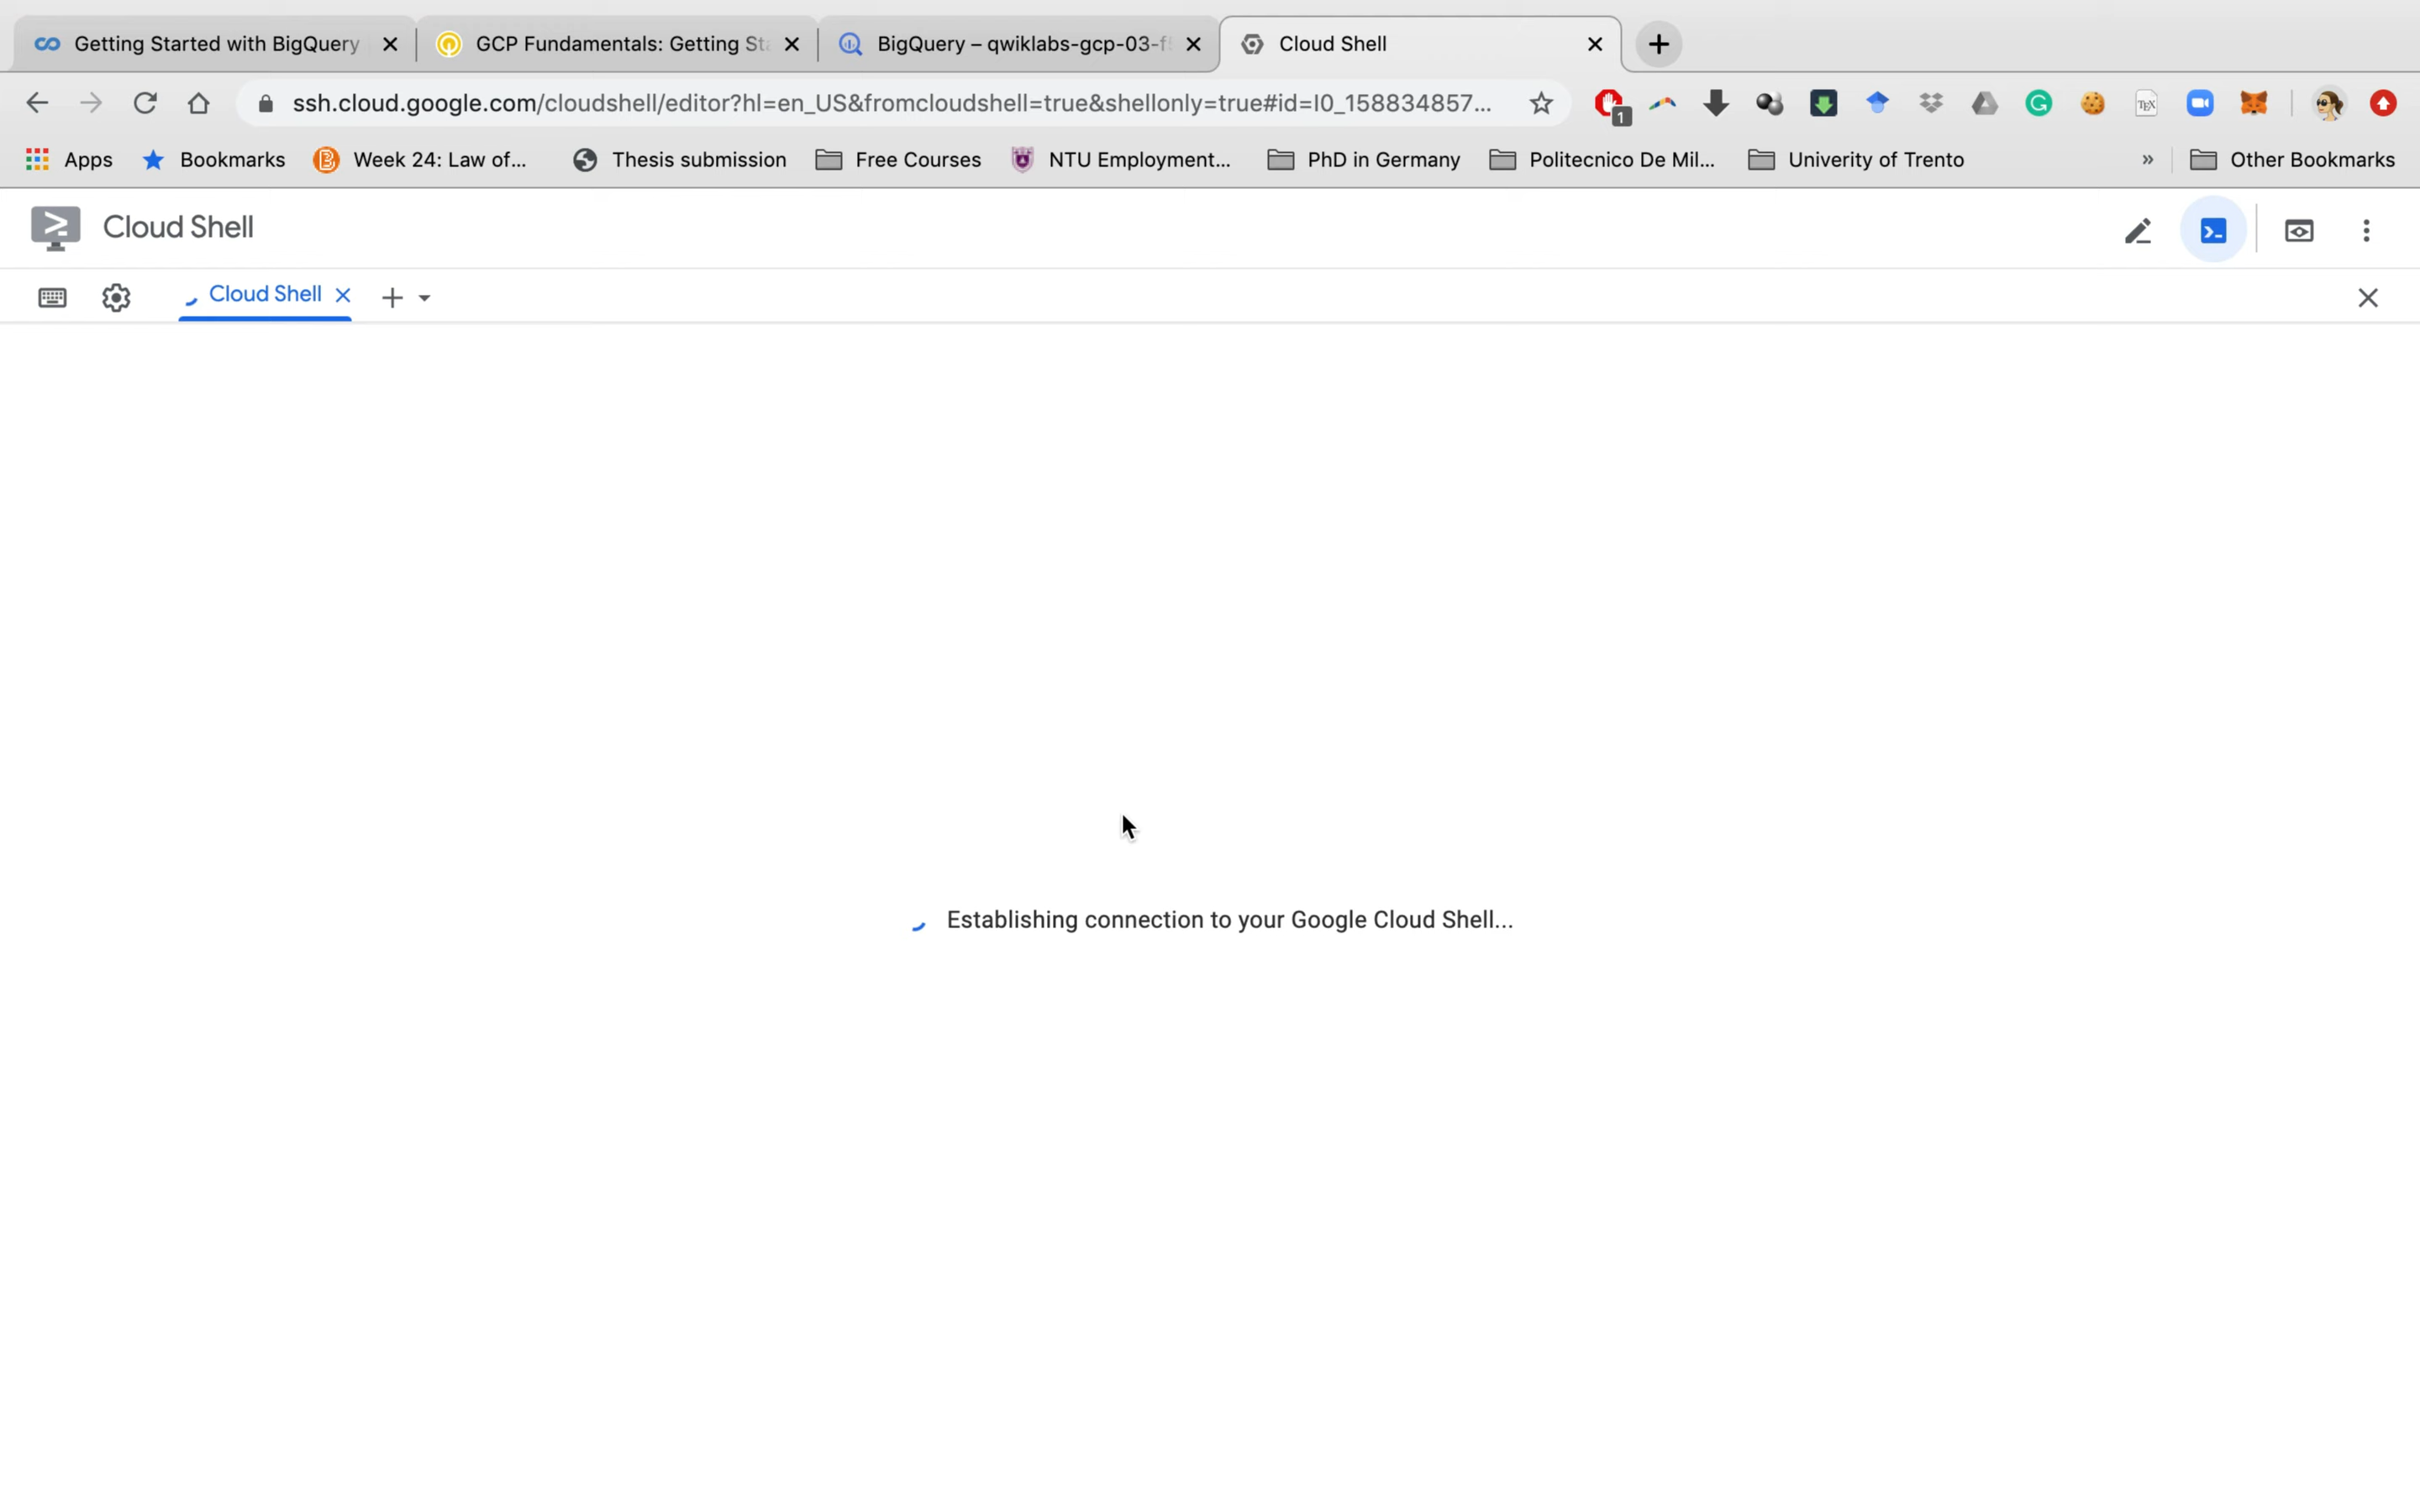 Getting Started with BigQuery
GCP Fundamentals: Getting St
BigQuery – qwiklabs-gcp-03-f
Cloud Shell
ssh.cloud.google.com/cloudshell/editor?hl=en_US&fromcloudshell=true&shellonly=true#id=I0_158834857...
1
Apps
Bookmarks
Week 24: Law of...
Thesis submission
Free Courses
NTU Employment...
PhD in Germany
Politecnico De Mil...
Univerity of Trento
»
Other Bookmarks
Cloud Shell
Cloud Shell
Establishing connection to your Google Cloud Shell...